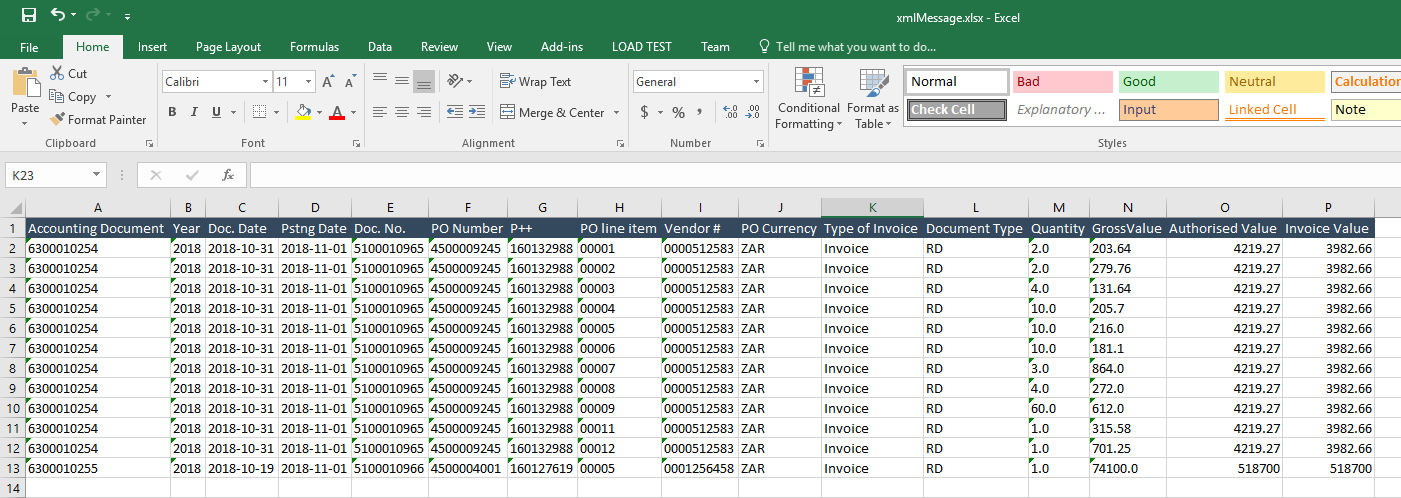 xmlMessage.xlsx - Excel
File Home Insert Page Layout Formulas Data Review View Add-ins LOAD TEST Team Tell me what you want to do...
Paste
Cut
Copy
Format Painter
Clipboard
Calibri 11
B I U
Font
Wrap Text
Merge & Center
Alignment
General
$ % ,
Number
Conditional Formatting
Format as Table
Normal Bad Good Neutral Calculation
Check Cell Explanatory ... Input Linked Cell Note
Styles
K23 fx
A B C D E F G H I J K L M N O P
1 Accounting Document Year Doc. Date Pstng Date Doc. No. PO Number P++ PO line item Vendor # PO Currency Type of Invoice Document Type Quantity GrossValue Authorised Value Invoice Value
2 6300010254 2018 2018-10-31 2018-11-01 5100010965 4500009245 160132988 00001 0000512583 ZAR Invoice RD 2.0 203.64 4219.27 3982.66
3 6300010254 2018 2018-10-31 2018-11-01 5100010965 4500009245 160132988 00002 0000512583 ZAR Invoice RD 2.0 279.76 4219.27 3982.66
4 6300010254 2018 2018-10-31 2018-11-01 5100010965 4500009245 160132988 00003 0000512583 ZAR Invoice RD 4.0 131.64 4219.27 3982.66
5 6300010254 2018 2018-10-31 2018-11-01 5100010965 4500009245 160132988 00004 0000512583 ZAR Invoice RD 10.0 205.7 4219.27 3982.66
6 6300010254 2018 2018-10-31 2018-11-01 5100010965 4500009245 160132988 00005 0000512583 ZAR Invoice RD 10.0 216.0 4219.27 3982.66
7 6300010254 2018 2018-10-31 2018-11-01 5100010965 4500009245 160132988 00006 0000512583 ZAR Invoice RD 10.0 181.1 4219.27 3982.66
8 6300010254 2018 2018-10-31 2018-11-01 5100010965 4500009245 160132988 00007 0000512583 ZAR Invoice RD 3.0 864.0 4219.27 3982.66
9 6300010254 2018 2018-10-31 2018-11-01 5100010965 4500009245 160132988 00008 0000512583 ZAR Invoice RD 4.0 272.0 4219.27 3982.66
10 6300010254 2018 2018-10-31 2018-11-01 5100010965 4500009245 160132988 00009 0000512583 ZAR Invoice RD 60.0 612.0 4219.27 3982.66
11 6300010254 2018 2018-10-31 2018-11-01 5100010965 4500009245 160132988 00011 0000512583 ZAR Invoice RD 1.0 315.58 4219.27 3982.66
12 6300010254 2018 2018-10-31 2018-11-01 5100010965 4500009245 160132988 00012 0000512583 ZAR Invoice RD 1.0 701.25 4219.27 3982.66
13 6300010255 2018 2018-10-19 2018-11-01 5100010966 4500004001 160127619 00005 0001256458 ZAR Invoice RD 1.0 74100.0 518700 518700
14